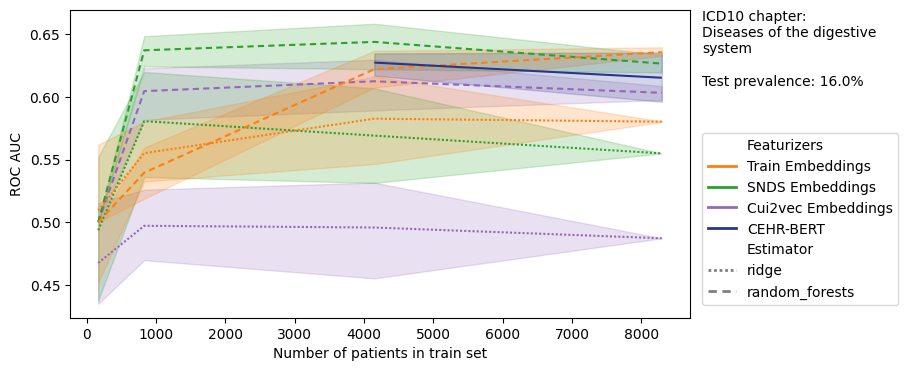 0.65
0.60
0.55
0.50
0.45
ROC AUC
0
1000
2000
3000
4000
5000
6000
7000
8000
Number of patients in train set
ICD10 chapter:
Diseases of the digestive
system
Test prevalence: 16.0%
Featurizers
Train Embeddings
SNDS Embeddings
Cui2vec Embeddings
CEHR-BERT
Estimator
ridge
random_forests